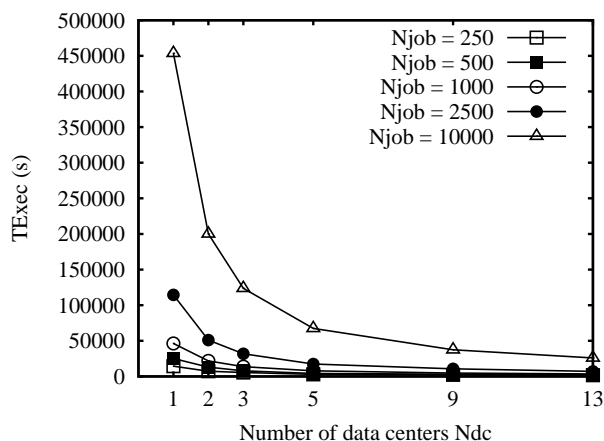 500000
450000
400000
350000
300000
250000
200000
150000
100000
50000
0
TExec (s)
Njob = 250
Njob = 500
Njob = 1000
Njob = 2500
Njob = 10000
1 2 3 5 9 13
Number of data centers Ndc